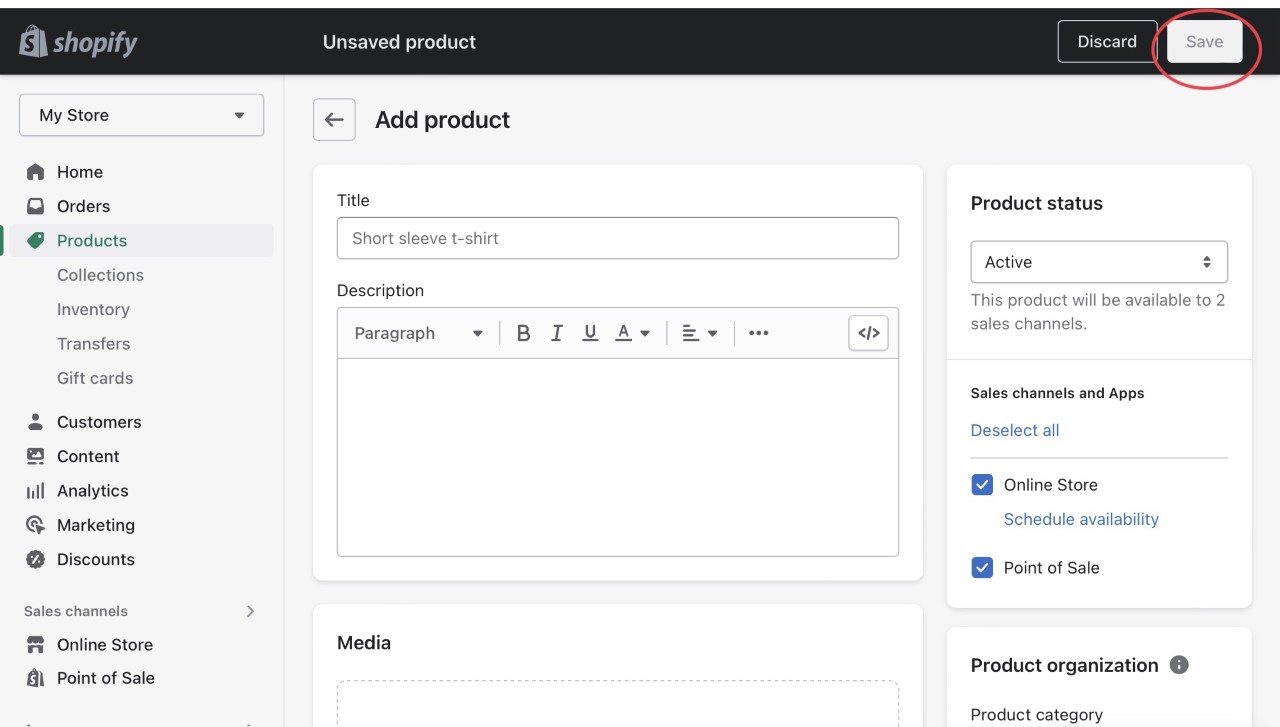 shopify
Unsaved product
Discard
Save
My Store
Add product
Home
Orders
Products
Collections
Inventory
Transfers
Gift cards
Customers
Content
Analytics
Marketing
Discounts
Sales channels
Online Store
Point of Sale
Title
Short sleeve t-shirt
Description
Paragraph
B I U A
</>
Media
Product status
Active
This product will be available to 2
sales channels.
Sales channels and Apps
Deselect all
Online Store
Schedule availability
Point of Sale
Product organization
Product category